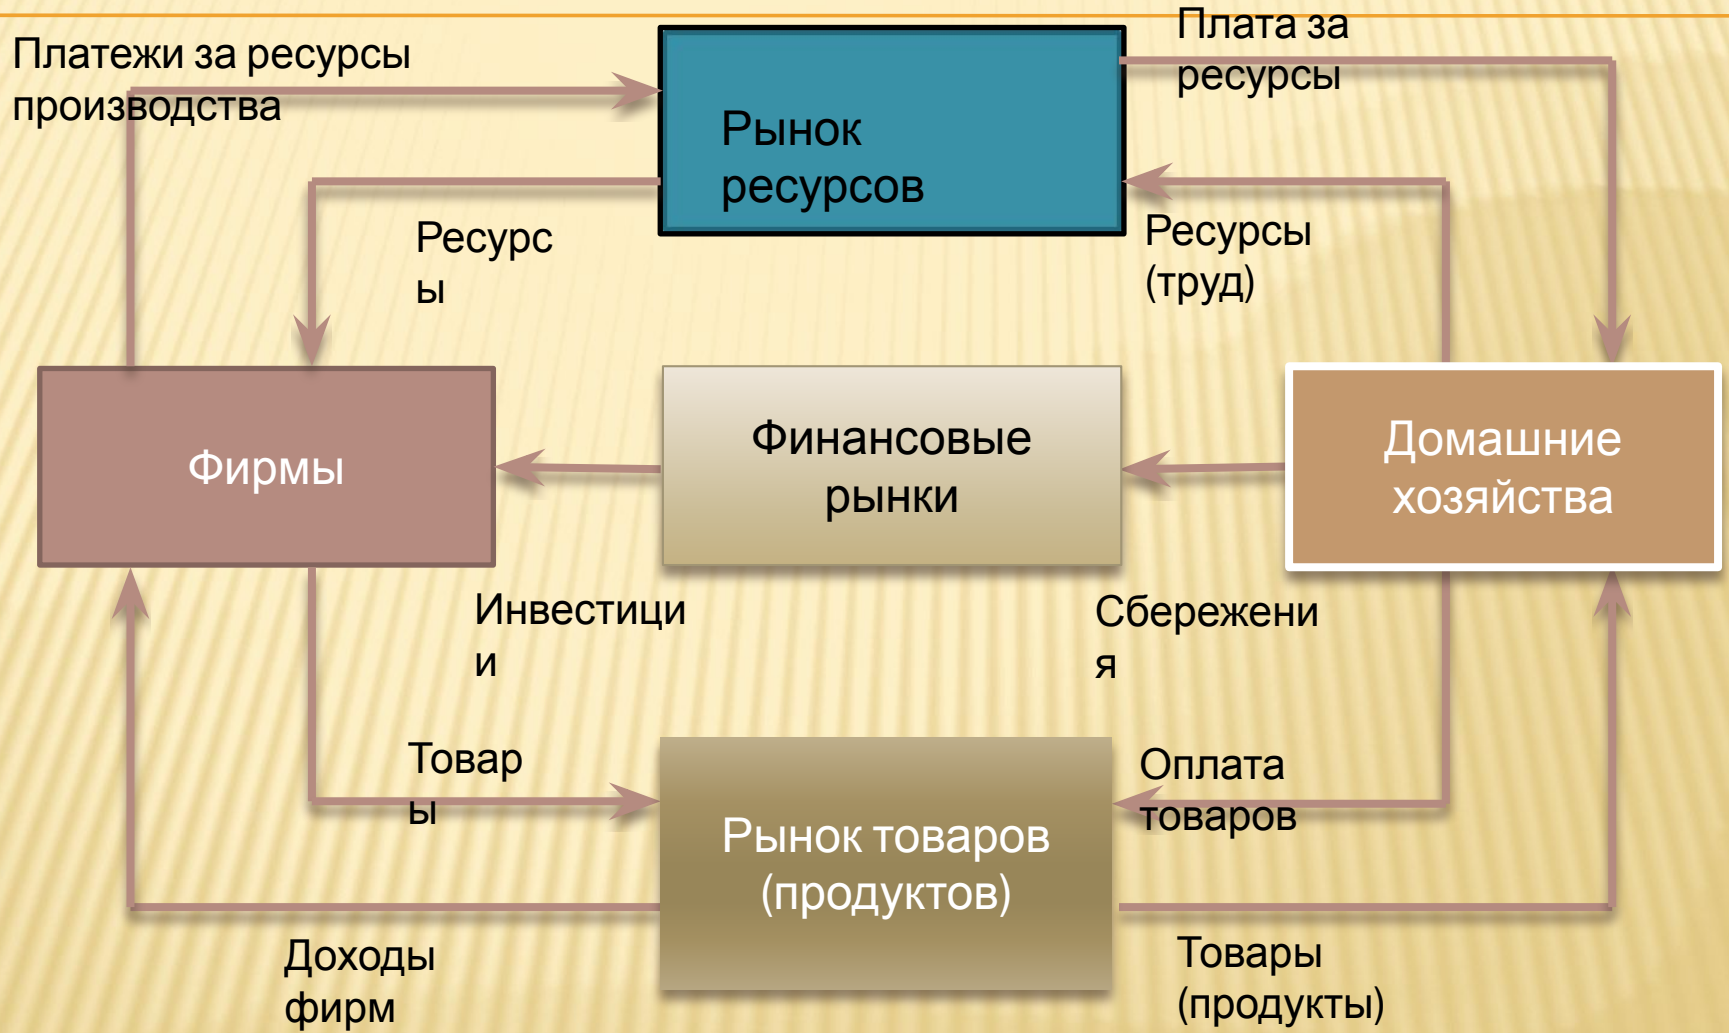 Платежи за ресурсы
производства
Рынок
ресурсов
Плата за
ресурсы
Ресурс
ы
Ресурсы
(труд)
Фирмы
Финансовые
рынки
Домашние
хозяйства
Инвестици
и
Сбережени
я
Товар
ы
Рынок товаров
(продуктов)
Оплата
товаров
Доходы
фирм
Товары
(продукты)